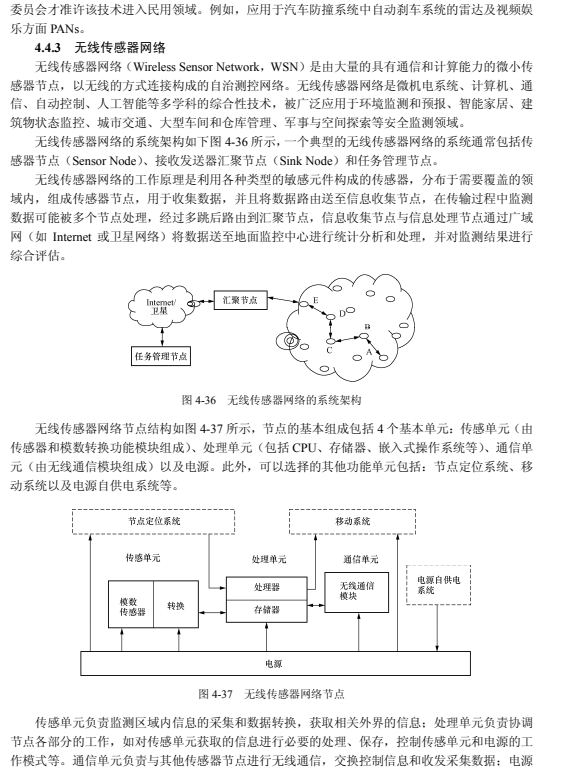 委员会才准许该技术进入民用领域。例如，应用于汽车防撞系统中自动刹车系统的雷达及视频娱
乐方面 PANs。
4.4.3 无线传感器网络
无线传感器网络（Wireless Sensor Network，WSN）是由大量的具有通信和计算能力的微小传
感器节点，以无线的方式连接构成的自治测控网络。无线传感器网络是微机电系统、计算机、通
信、自动控制、人工智能等多学科的综合性技术，被广泛应用于环境监测和预报、智能家居、建
筑物状态监控、城市交通、大型车间和仓库管理、军事与空间探索等安全监测领域。
无线传感器网络的系统架构如下图 4-36 所示，一个典型的无线传感器网络的系统通常包括传
感器节点（Sensor Node）、接收发送器汇聚节点（Sink Node）和任务管理节点。
无线传感器网络的工作原理是利用各种类型的敏感元件构成的传感器，分布于需要覆盖的领
域内，组成传感器节点，用于收集数据，并且将数据路由送至信息收集节点，在传输过程中监测
数据可能被多个节点处理，经过多跳后路由到汇聚节点，信息收集节点与信息处理节点通过广域
网（如 Internet 或卫星网络）将数据送至地面监控中心进行统计分析和处理，并对监测结果进行
综合评估。
Internet/
卫星
汇聚节点
E
D
B
C
A
任务管理节点
图 4-36 无线传感器网络的系统架构
无线传感器网络节点结构如图 4-37 所示，节点的基本组成包括 4 个基本单元：传感单元（由
传感器和模数转换功能模块组成）、处理单元（包括 CPU、存储器、嵌入式操作系统等）、通信单
元（由无线通信模块组成）以及电源。此外，可以选择的其他功能单元包括：节点定位系统、移
动系统以及电源自供电系统等。
节点定位系统
移动系统
传感单元
处理单元
通信单元
模数
传感器
转换
处理器
存储器
无线通信
模块
电源自供电
系统
电源
图 4-37 无线传感器网络节点
传感单元负责监测区域内信息的采集和数据转换，获取相关外界的信息；处理单元负责协调
节点各部分的工作，如对传感单元获取的信息进行必要的处理、保存，控制传感单元和电源的工
作模式等。通信单元负责与其他传感器节点进行无线通信，交换控制信息和收发采集数据；电源